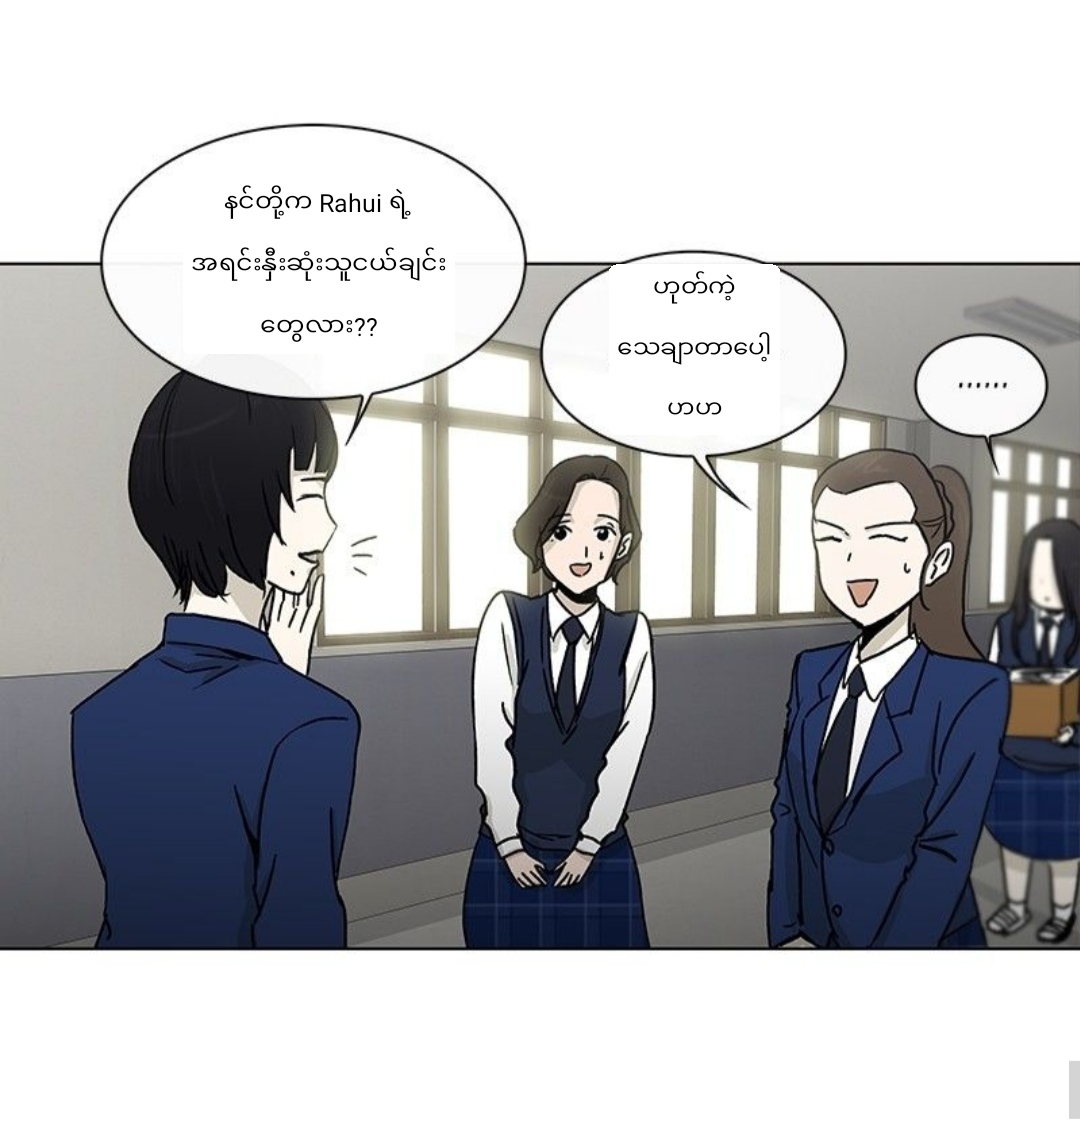 နင်တို့က Rahui ရဲ့
အရင်းနှီးဆုံးသူငယ်ချင်း
တွေလား??
ဟုတ်ကဲ့
သေချာတာပေါ့
ဟဟ
......